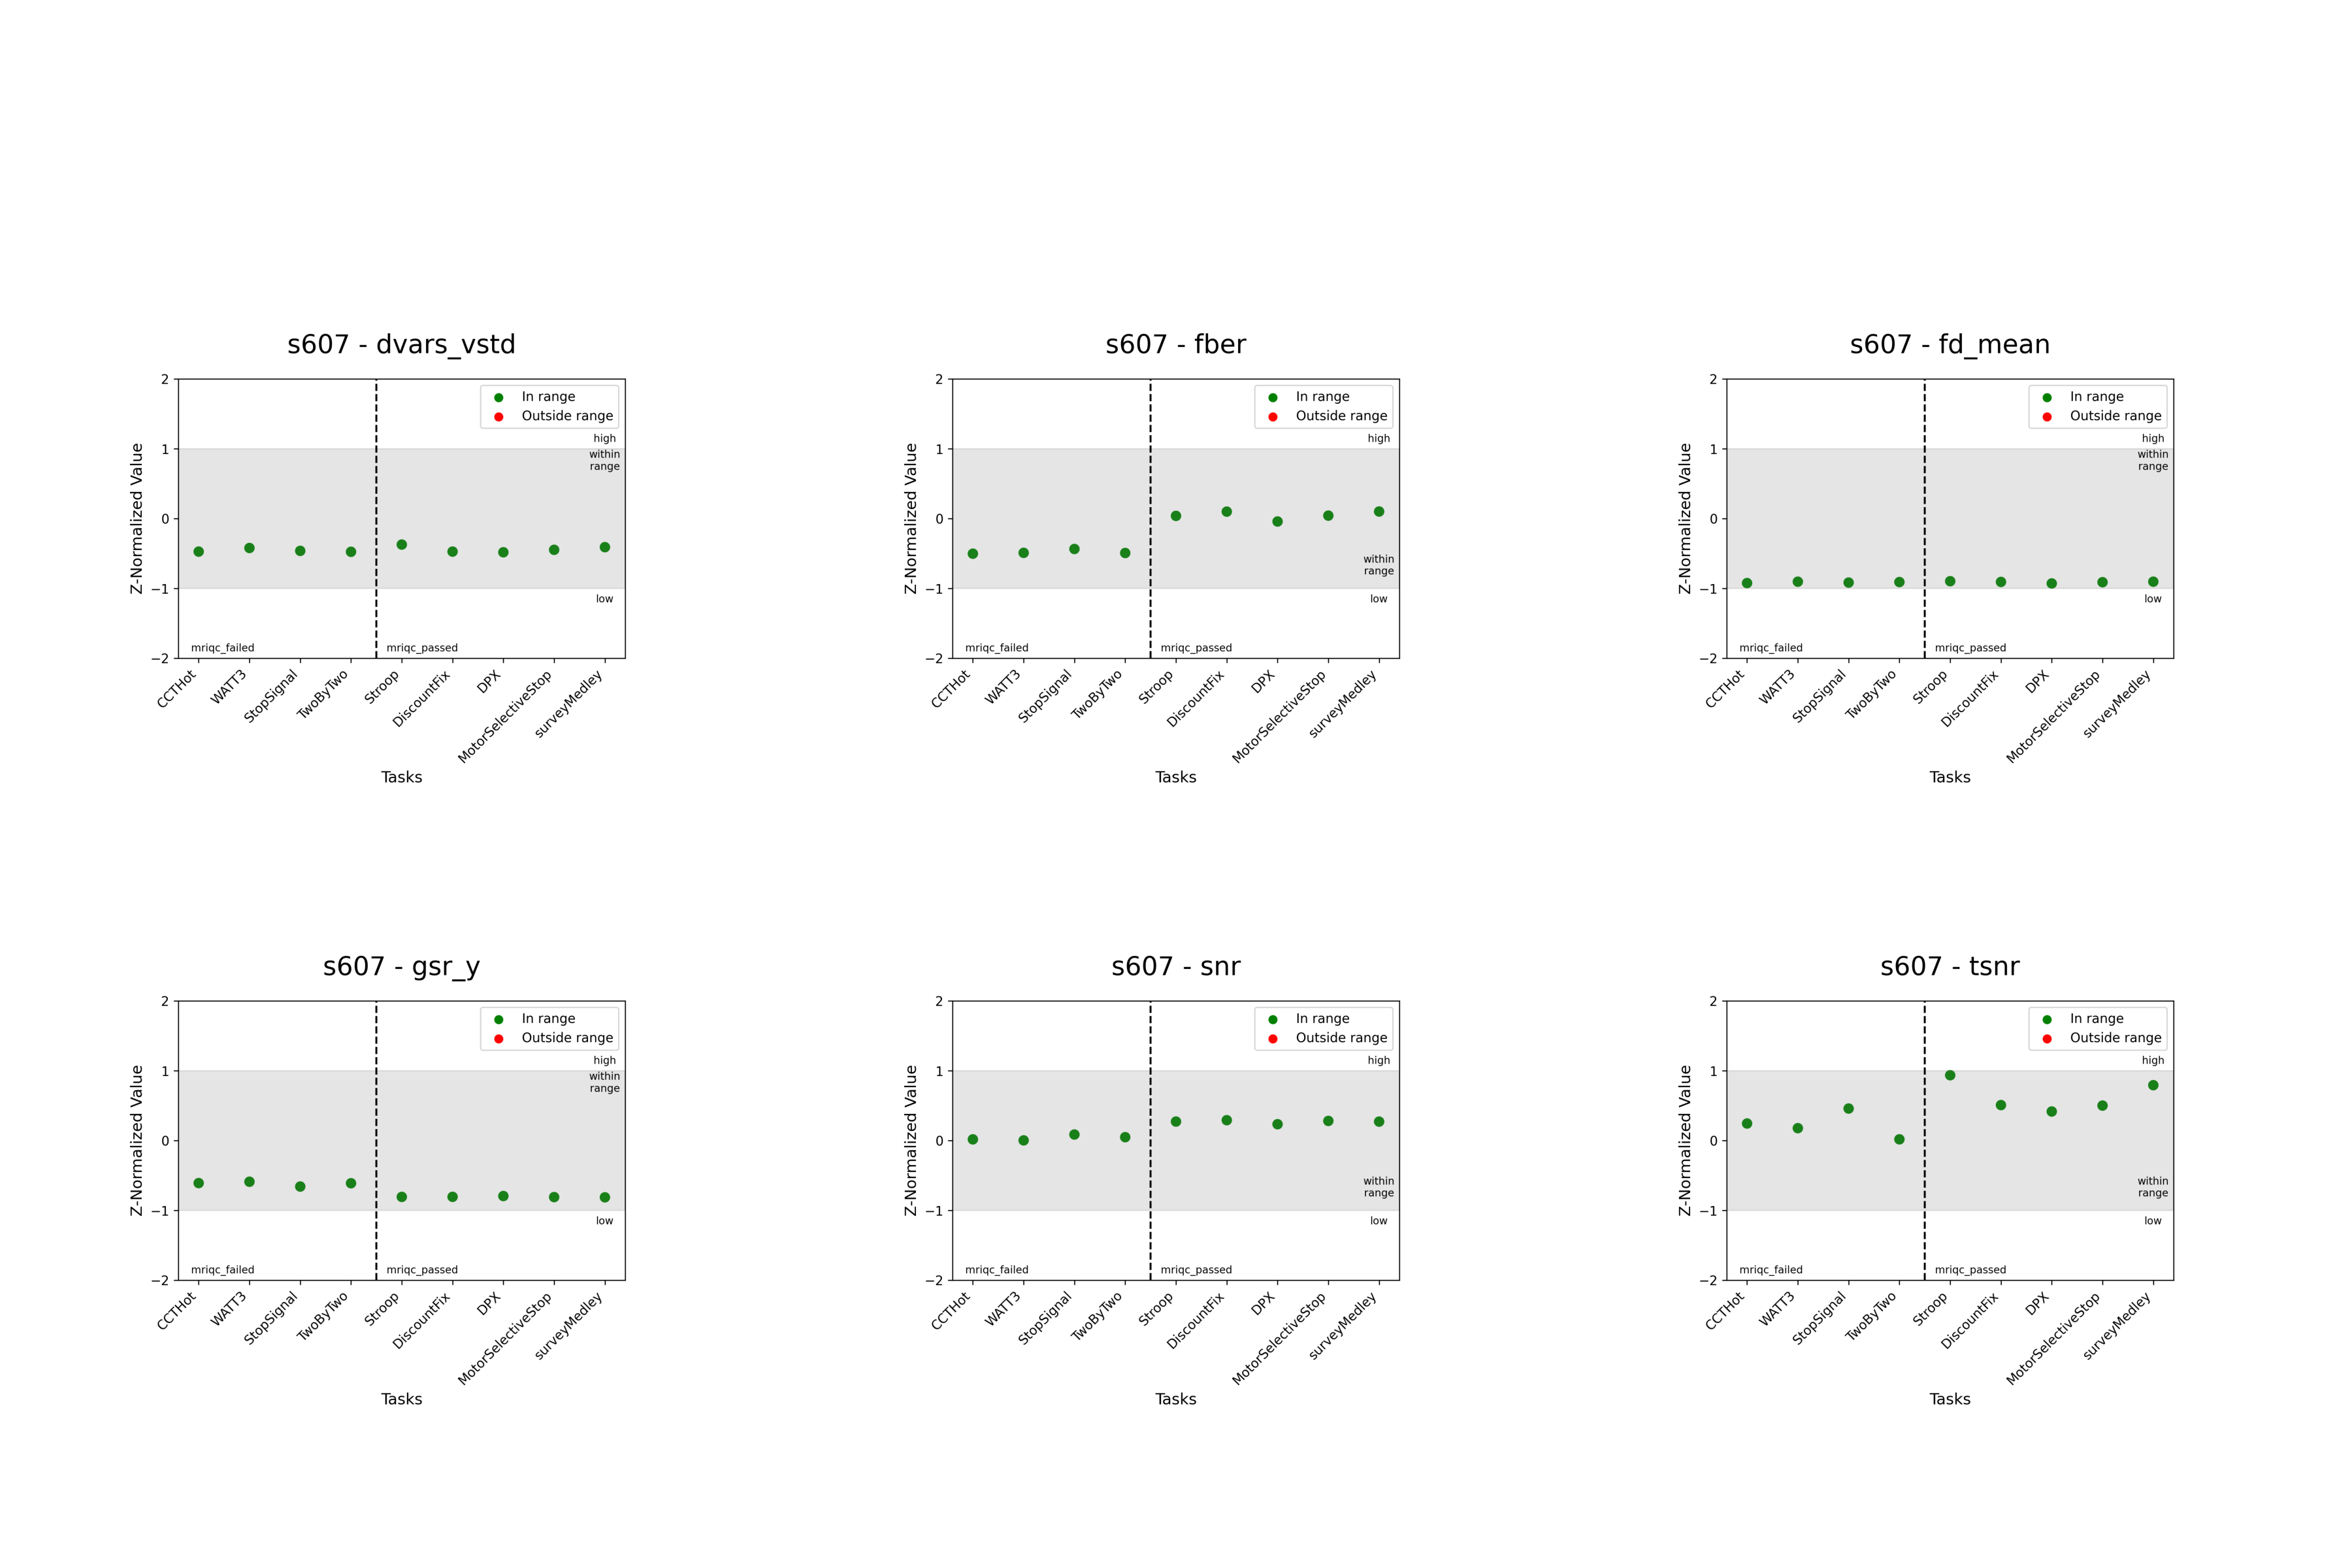 s607 - dvars_vstd
2
1
0
−1
−2
Z-Normalized Value
In range
Outside range
high
within
range
low
mriqc_failed
mriqc_passed
CCTHot
WATT3
StopSignal
TwoByTwo
Stroop
DiscountFix
DPX
MotorSelectiveStop
surveyMedley
Tasks
s607 - fber
2
1
0
−1
−2
Z-Normalized Value
In range
Outside range
high
within
range
low
mriqc_failed
mriqc_passed
CCTHot
WATT3
StopSignal
TwoByTwo
Stroop
DiscountFix
DPX
MotorSelectiveStop
surveyMedley
Tasks
s607 - fd_mean
2
1
0
−1
−2
Z-Normalized Value
In range
Outside range
high
within
range
low
mriqc_failed
mriqc_passed
CCTHot
WATT3
StopSignal
TwoByTwo
Stroop
DiscountFix
DPX
MotorSelectiveStop
surveyMedley
Tasks
s607 - gsr_y
2
1
0
−1
−2
Z-Normalized Value
In range
Outside range
high
within
range
low
mriqc_failed
mriqc_passed
CCTHot
WATT3
StopSignal
TwoByTwo
Stroop
DiscountFix
DPX
MotorSelectiveStop
surveyMedley
Tasks
s607 - snr
2
1
0
−1
−2
Z-Normalized Value
In range
Outside range
high
within
range
low
mriqc_failed
mriqc_passed
CCTHot
WATT3
StopSignal
TwoByTwo
Stroop
DiscountFix
DPX
MotorSelectiveStop
surveyMedley
Tasks
s607 - tsnr
2
1
0
−1
−2
Z-Normalized Value
In range
Outside range
high
within
range
low
mriqc_failed
mriqc_passed
CCTHot
WATT3
StopSignal
TwoByTwo
Stroop
DiscountFix
DPX
MotorSelectiveStop
surveyMedley
Tasks